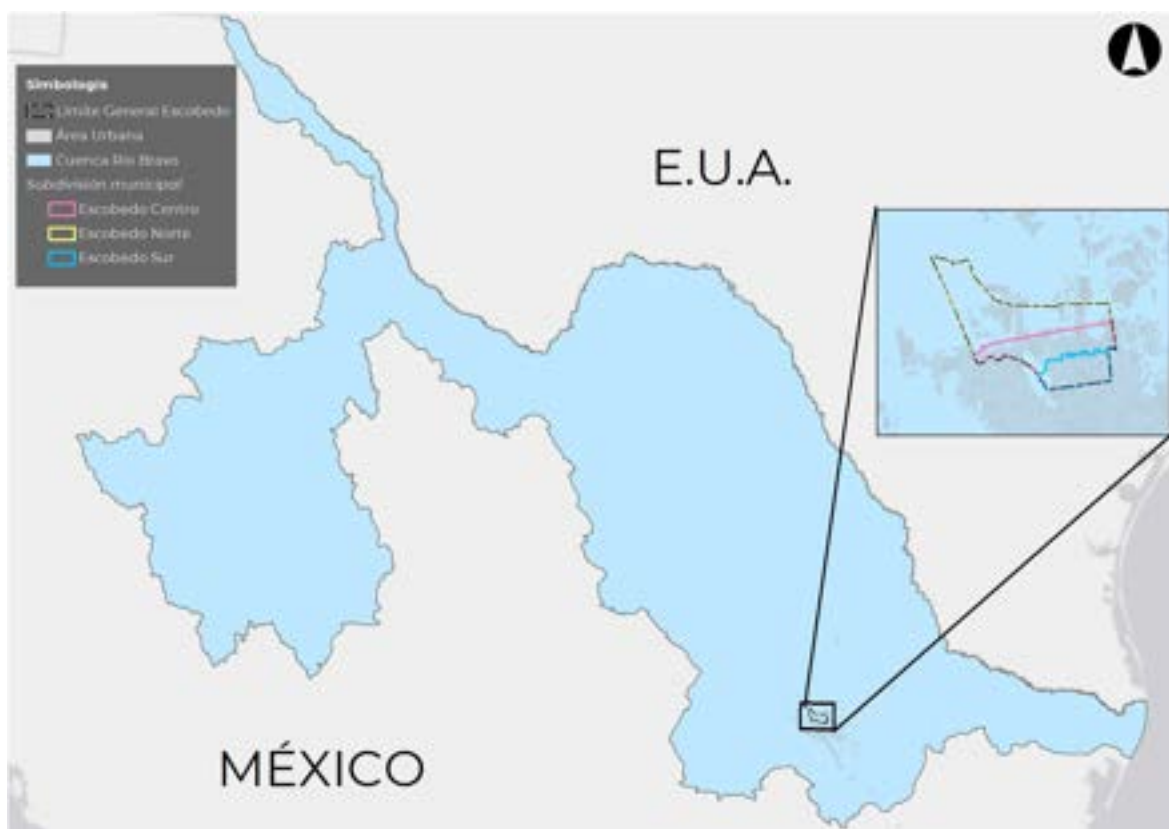 Simbología
Límite General Escobedo
Área Urbana
Cuenca Río Bravo
Subdivisión municipal
Escobedo Centro
Escobedo Norte
Escobedo Sur
E.U.A.
MÉXICO